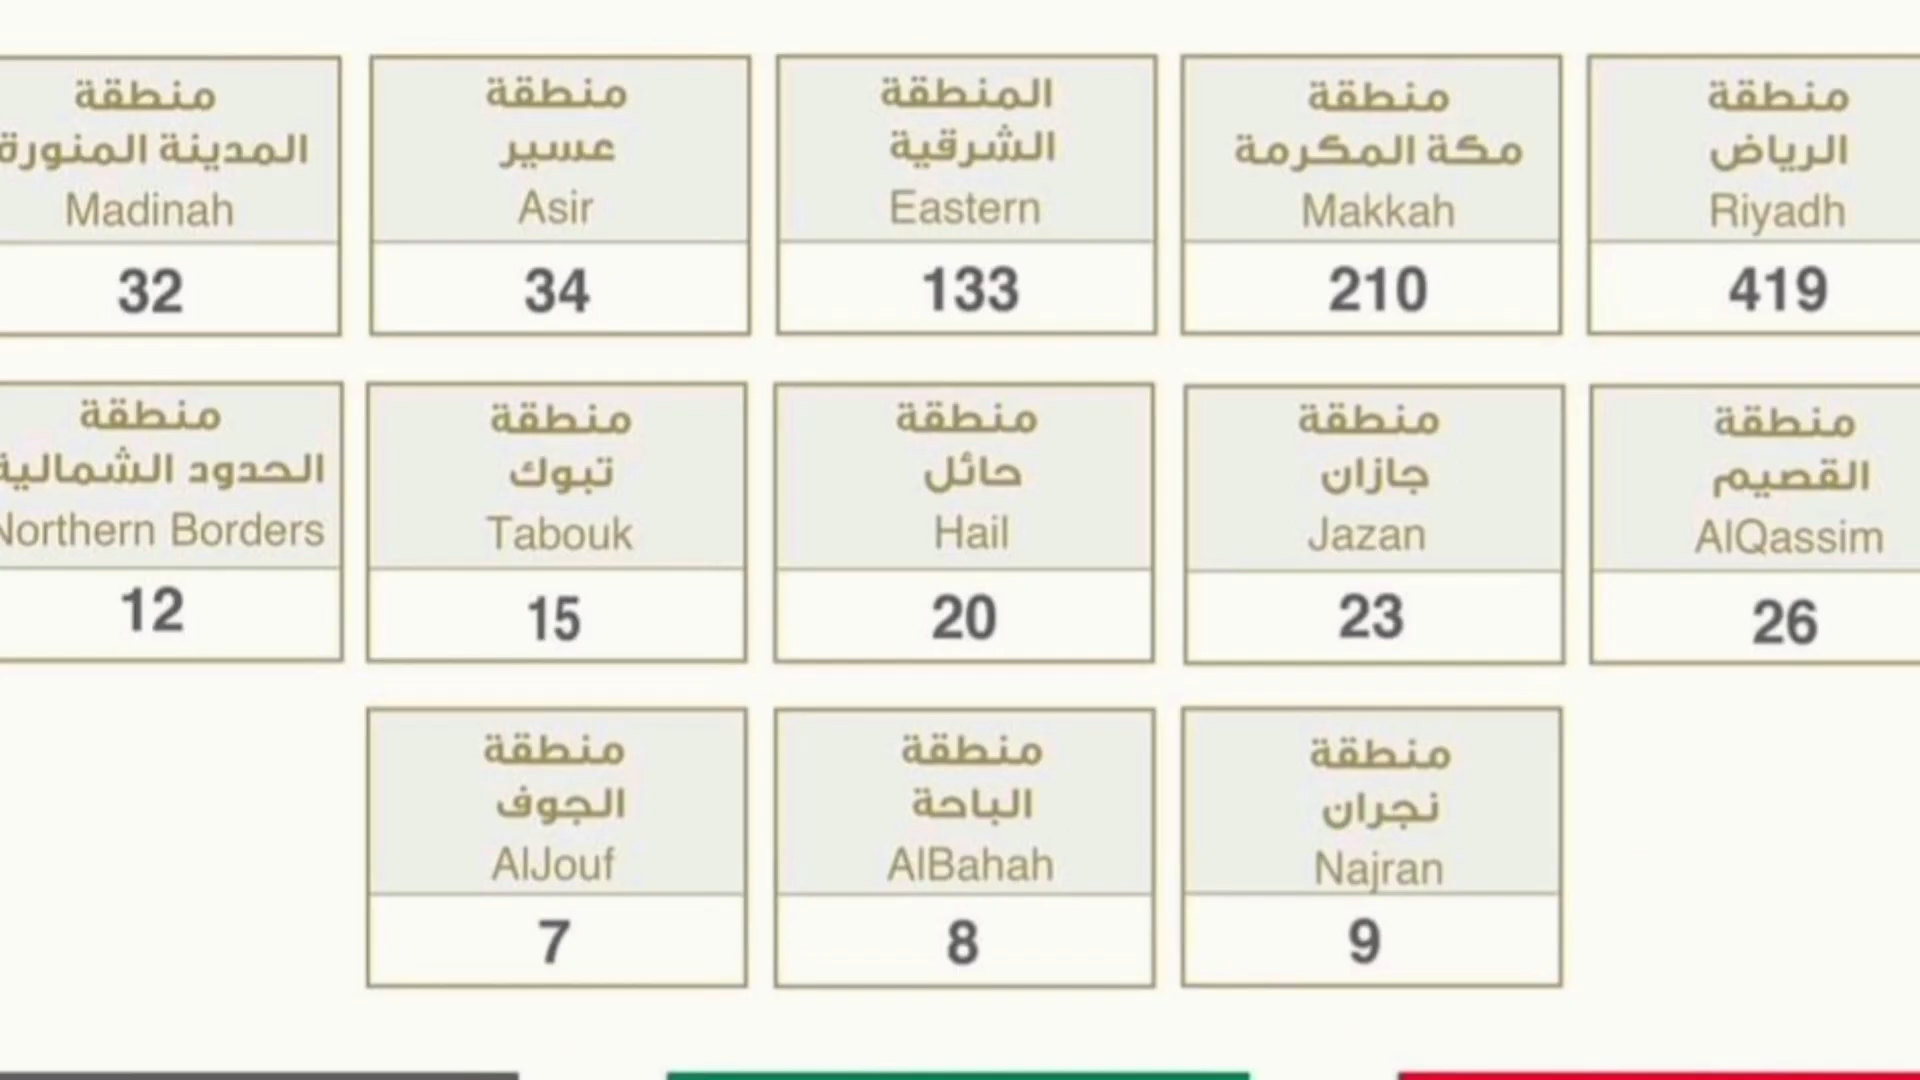 منطقة
الرياض
Riyadh
419
منطقة
مكة المكرمة
Makkah
210
المنطقة
الشرقية
Eastern
133
منطقة
عسير
Asir
34
منطقة
المدينة المنورة
Madinah
32
منطقة
القصيم
AlQassim
26
منطقة
جازان
Jazan
23
منطقة
حائل
Hail
20
منطقة
تبوك
Tabouk
15
منطقة
الحدود الشمالية
Northern Borders
12
منطقة
نجران
Najran
9
منطقة
الباحة
AlBahah
8
منطقة
الجوف
AlJouf
7